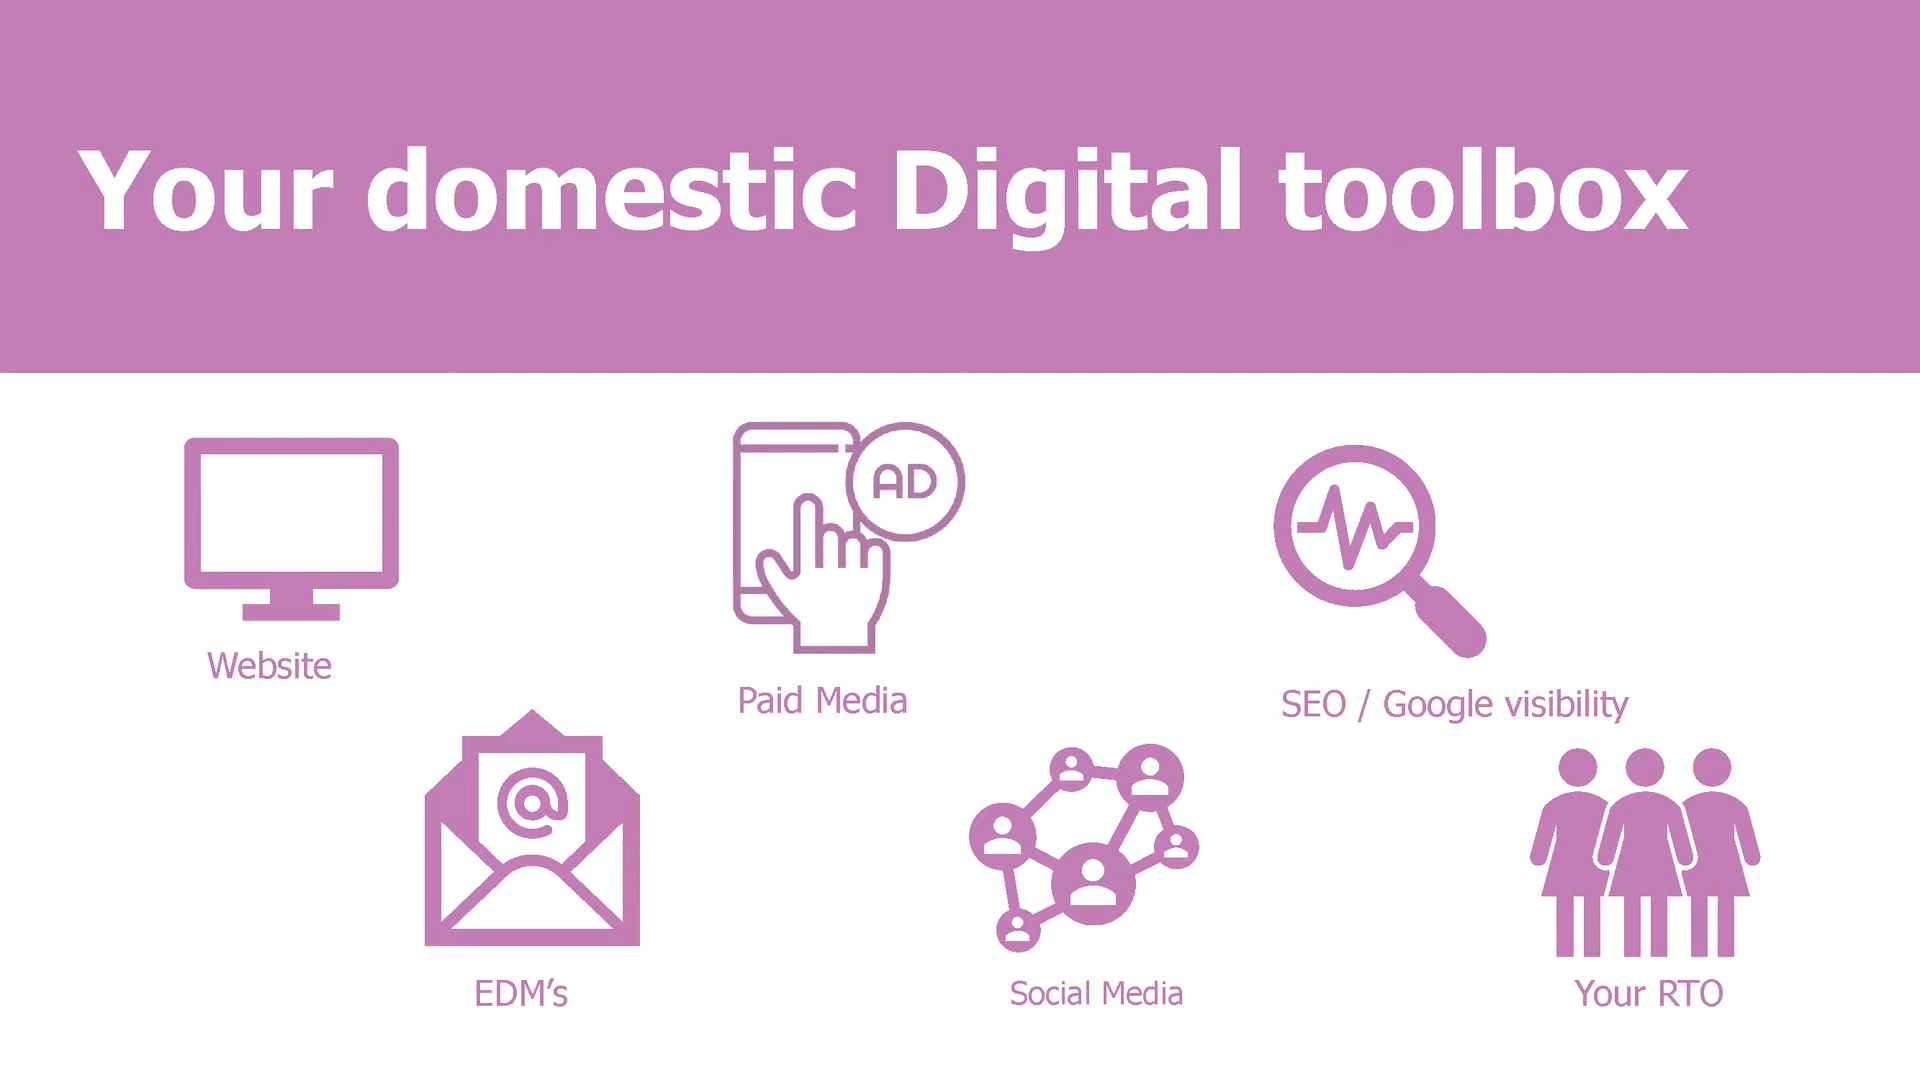 Your domestic Digital toolbox
AD
Website
Paid Media
SEO / Google visibility
@
EDM’s
Social Media
Your RTO